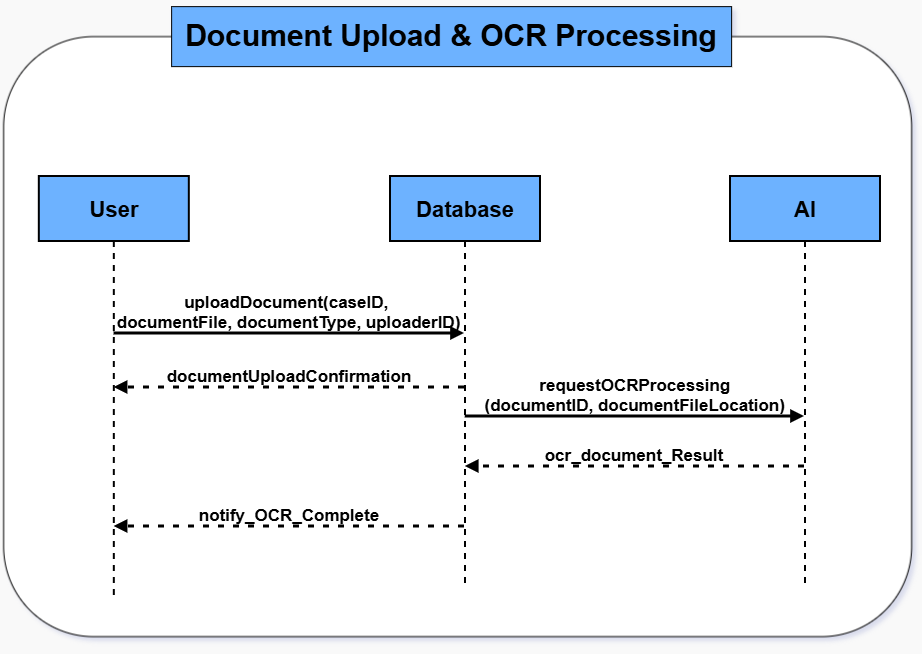 Document Upload & OCR Processing
User
Database
AI
uploadDocument(caseID,
documentFile, documentType, uploaderID)
documentUploadConfirmation
requestOCRProcessing
(documentID, documentFileLocation)
ocr_document_Result
notify_OCR_Complete